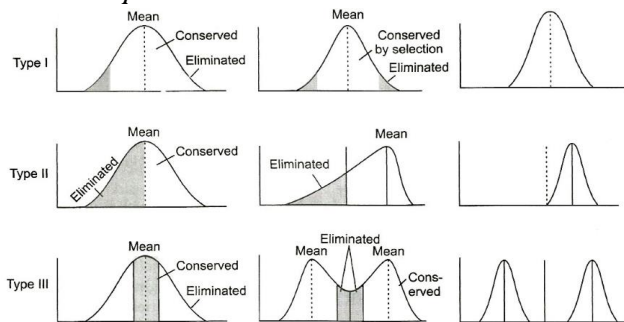 Mean
Conserved
Eliminated
Mean
Conserved
by selection
Eliminated
Type I
Mean
Conserved
Eliminated
Mean
Eliminated
Type II
Mean
Conserved
Eliminated
Eliminated
Mean
Mean
Cons-
erved
Type III